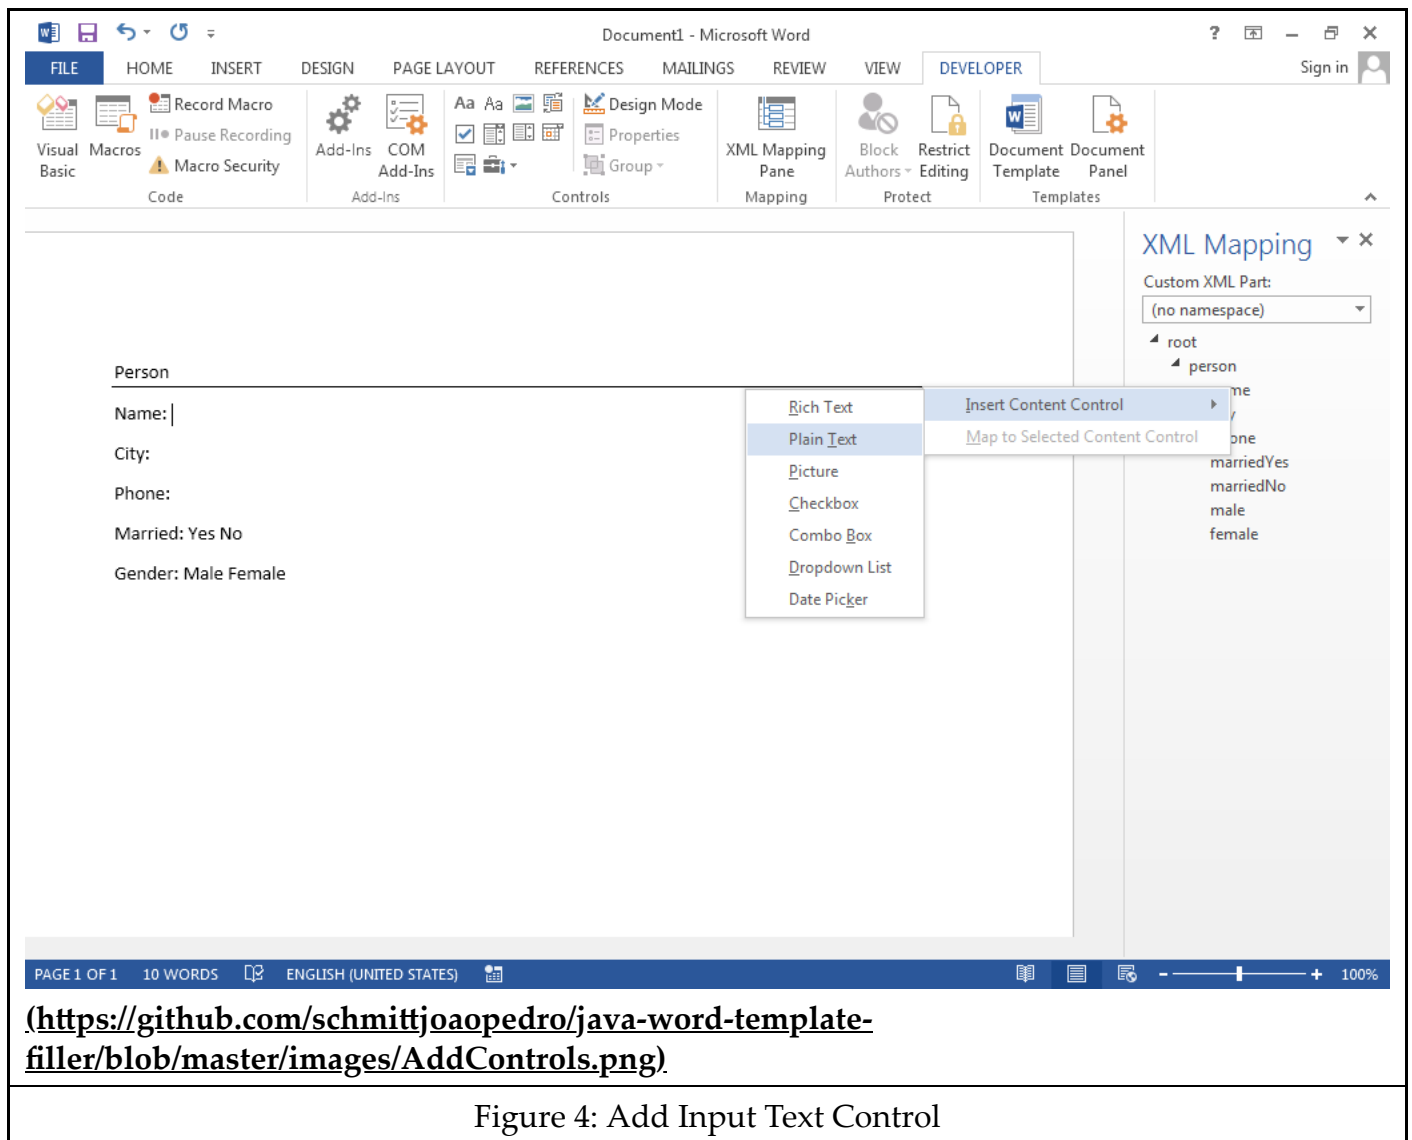 Document1 - Microsoft Word
?
Sign in
FILE HOME INSERT DESIGN PAGE LAYOUT REFERENCES MAILINGS REVIEW VIEW DEVELOPER
Visual Basic
Macros
Record Macro
Pause Recording
Macro Security
Code
Add-Ins
COM Add-Ins
Add-Ins
Aa Aa
Design Mode
Properties
Group
Controls
XML Mapping Pane
Mapping
Block Authors
Restrict Editing
Protect
Document Template
Document Panel
Templates
Person
Name:
City:
Phone:
Married: Yes No
Gender: Male Female
Rich Text
Plain Text
Picture
Checkbox
Combo Box
Dropdown List
Date Picker
Insert Content Control
Map to Selected Content Control
XML Mapping
Custom XML Part:
(no namespace)
root
person
marriedYes
marriedNo
male
female
PAGE 1 OF 1 10 WORDS ENGLISH (UNITED STATES) 100%
(https://github.com/schmittjoaopedro/java-word-template-
filler/blob/master/images/AddControls.png)
Figure 4: Add Input Text Control